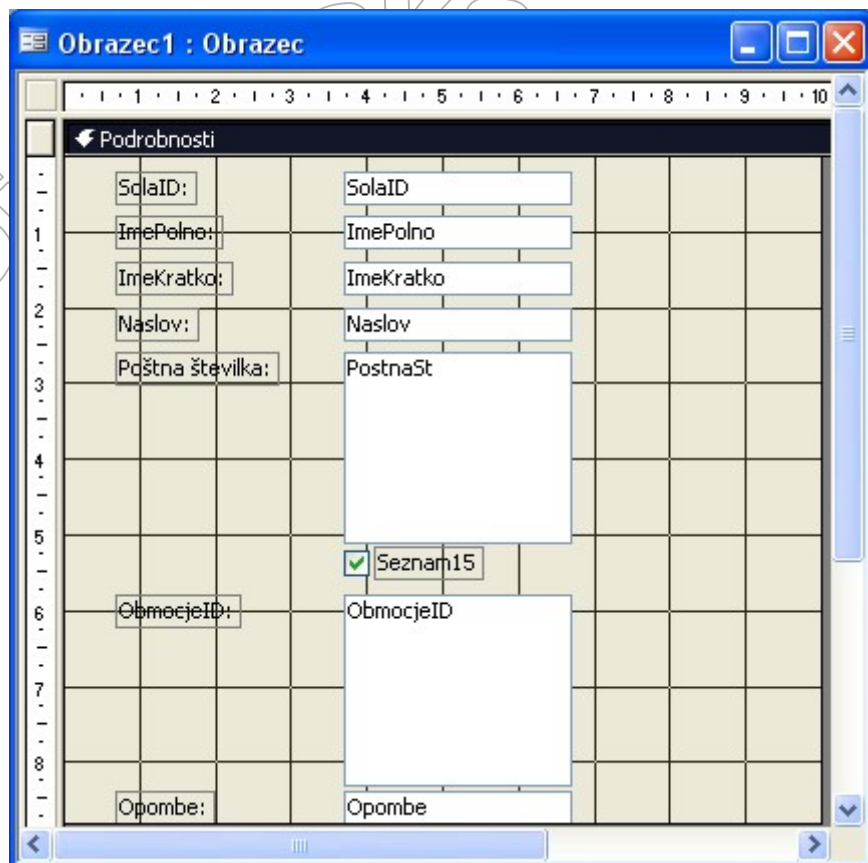 Obrazec1 : Obrazec
1 2 3 4 5 6 7 8 9 10
Podrobnosti
SolaID: SolaID
1
ImePolno: ImePolno
ImeKratko: ImeKratko
2
Naslov: Naslov
Poštna številka: PostnaSt
3
4
5
Seznam15
6
ObmocjeID: ObmocjeID
7
8
Opombe: Opombe